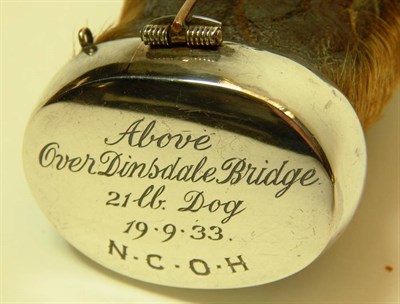 Above
Over Dinsdale Bridge.
21 lb. Dog
19·9·33.
N·C·O·H